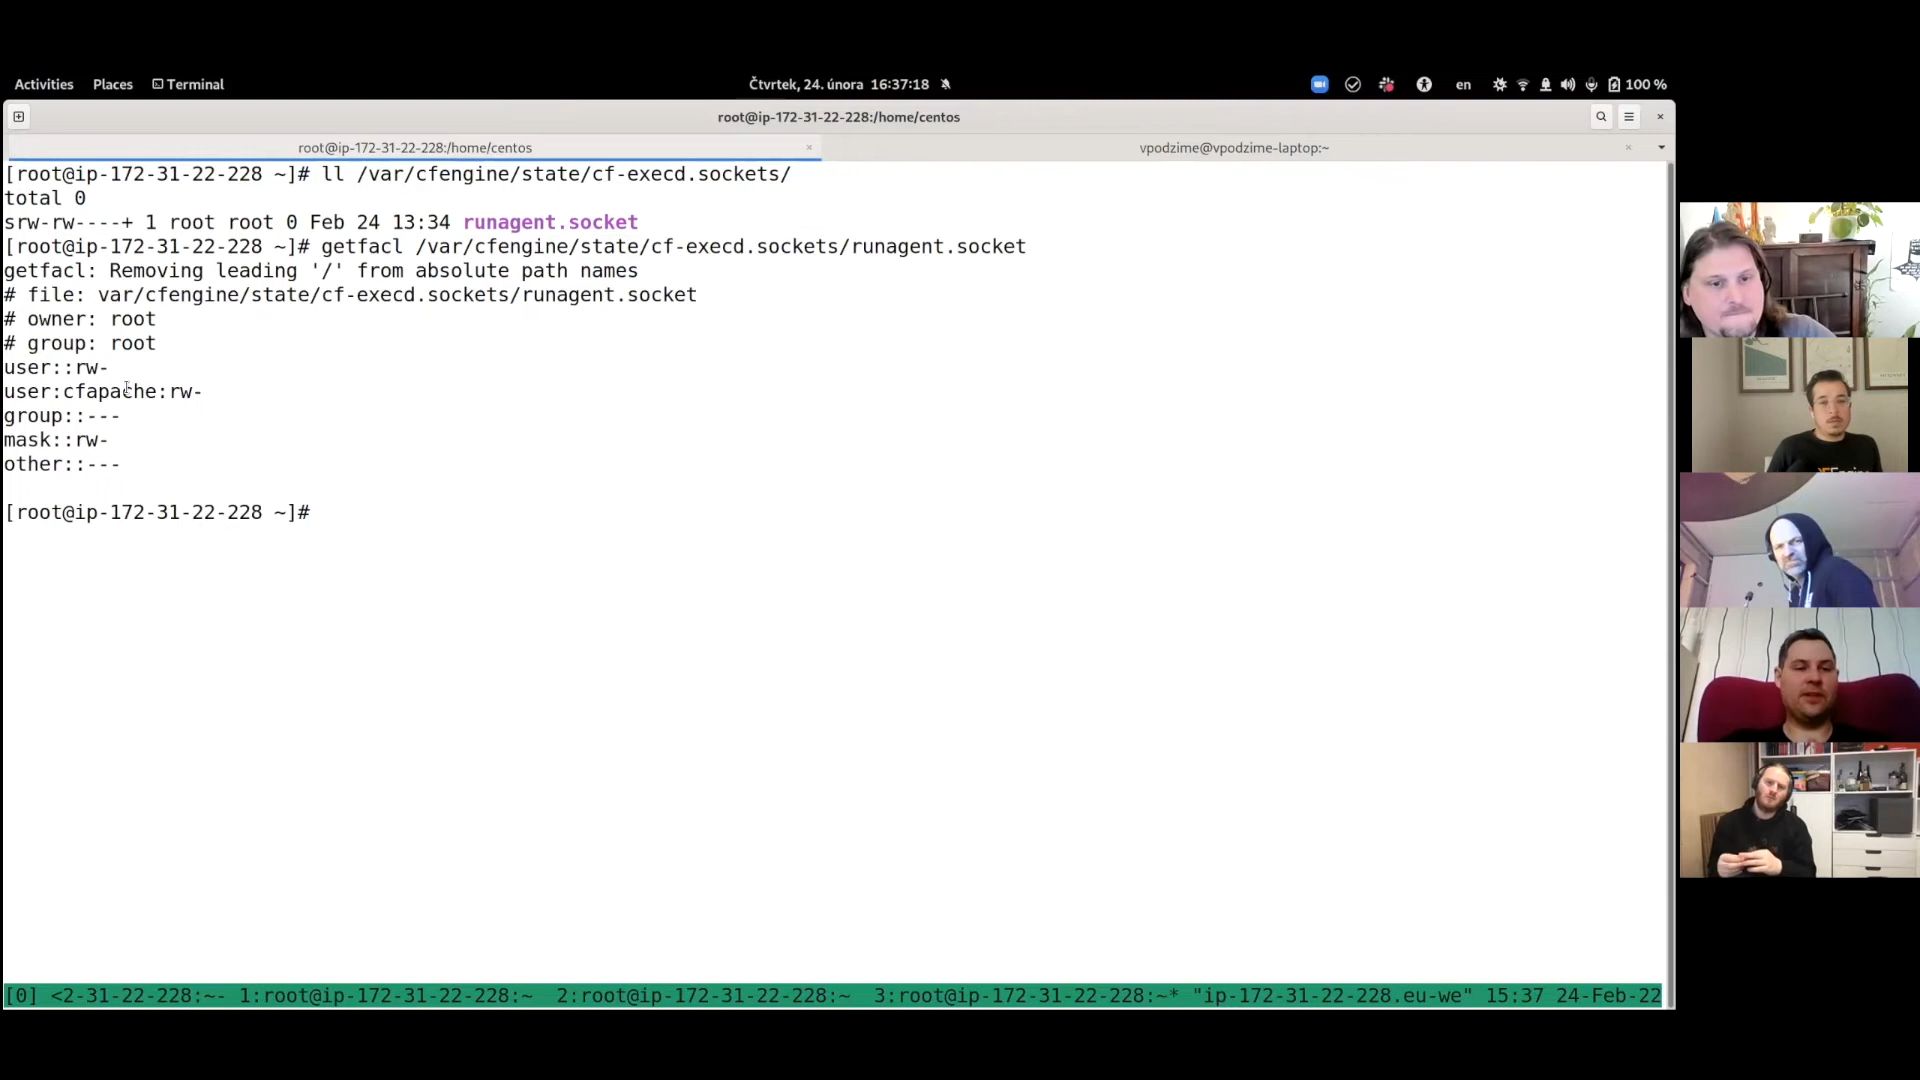 Activities Places Terminal Čtvrtek, 24. února 16:37:18 en 100 %
root@ip-172-31-22-228:/home/centos
root@ip-172-31-22-228:/home/centos vpodzime@vpodzime-laptop:~
[root@ip-172-31-22-228 ~]# ll /var/cfengine/state/cf-execd.sockets/
total 0
srw-rw----+ 1 root root 0 Feb 24 13:34 runagent.socket
[root@ip-172-31-22-228 ~]# getfacl /var/cfengine/state/cf-execd.sockets/runagent.socket
getfacl: Removing leading '/' from absolute path names
# file: var/cfengine/state/cf-execd.sockets/runagent.socket
# owner: root
# group: root
user::rw-
user:cfapache:rw-
group::---
mask::rw-
other::---
[root@ip-172-31-22-228 ~]#
[0] <2-31-22-228:~- 1:root@ip-172-31-22-228:~ 2:root@ip-172-31-22-228:~ 3:root@ip-172-31-22-228:~* "ip-172-31-22-228.eu-we" 15:37 24-Feb-22